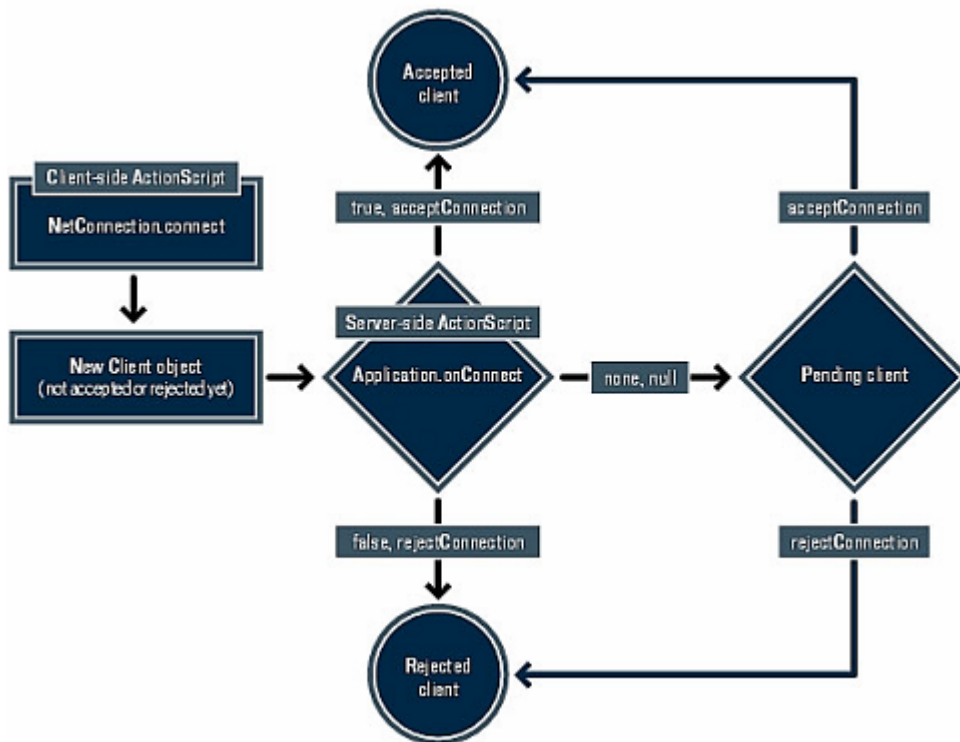 Accepted
client
Client-side ActionScript
NetConnection.connect
true, acceptConnection
acceptConnection
Server-side ActionScript
New Client object
(not accepted or rejected yet)
Application.onConnect
none, null
Pending client
false, rejectConnection
rejectConnection
Rejected
client